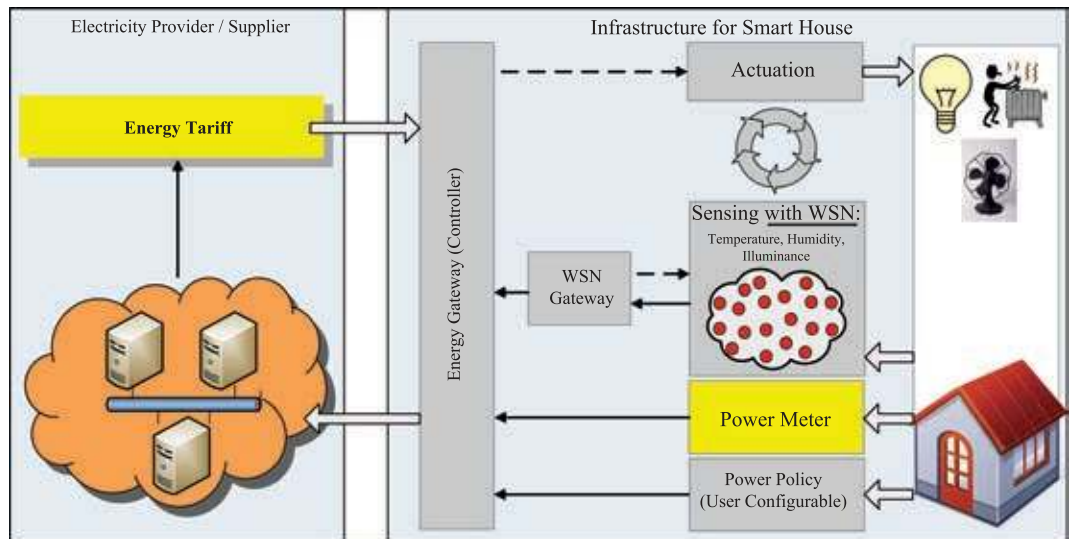 Electricity Provider / Supplier
Infrastructure for Smart House
Energy Tariff
Energy Gateway (Controller)
Actuation
Sensing with WSN:
Temperature, Humidity,
Illuminance
WSN
Gateway
Power Meter
Power Policy
(User Configurable)